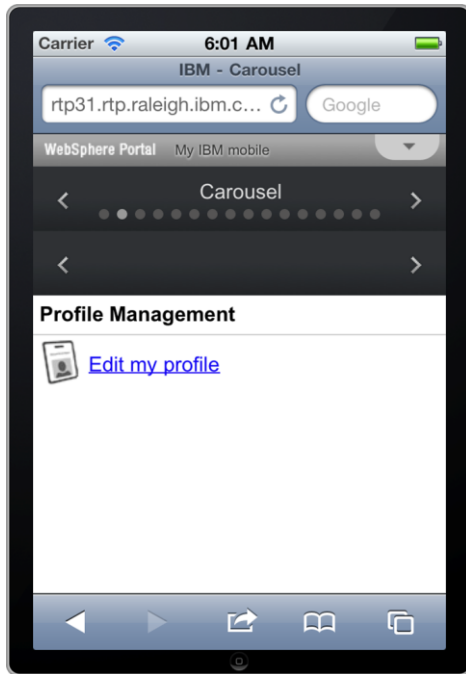 Carrier 6:01 AM
IBM - Carousel
rtp31.rtp.raleigh.ibm.c... Google
WebSphere Portal My IBM mobile
Carousel
Profile Management
Edit my profile